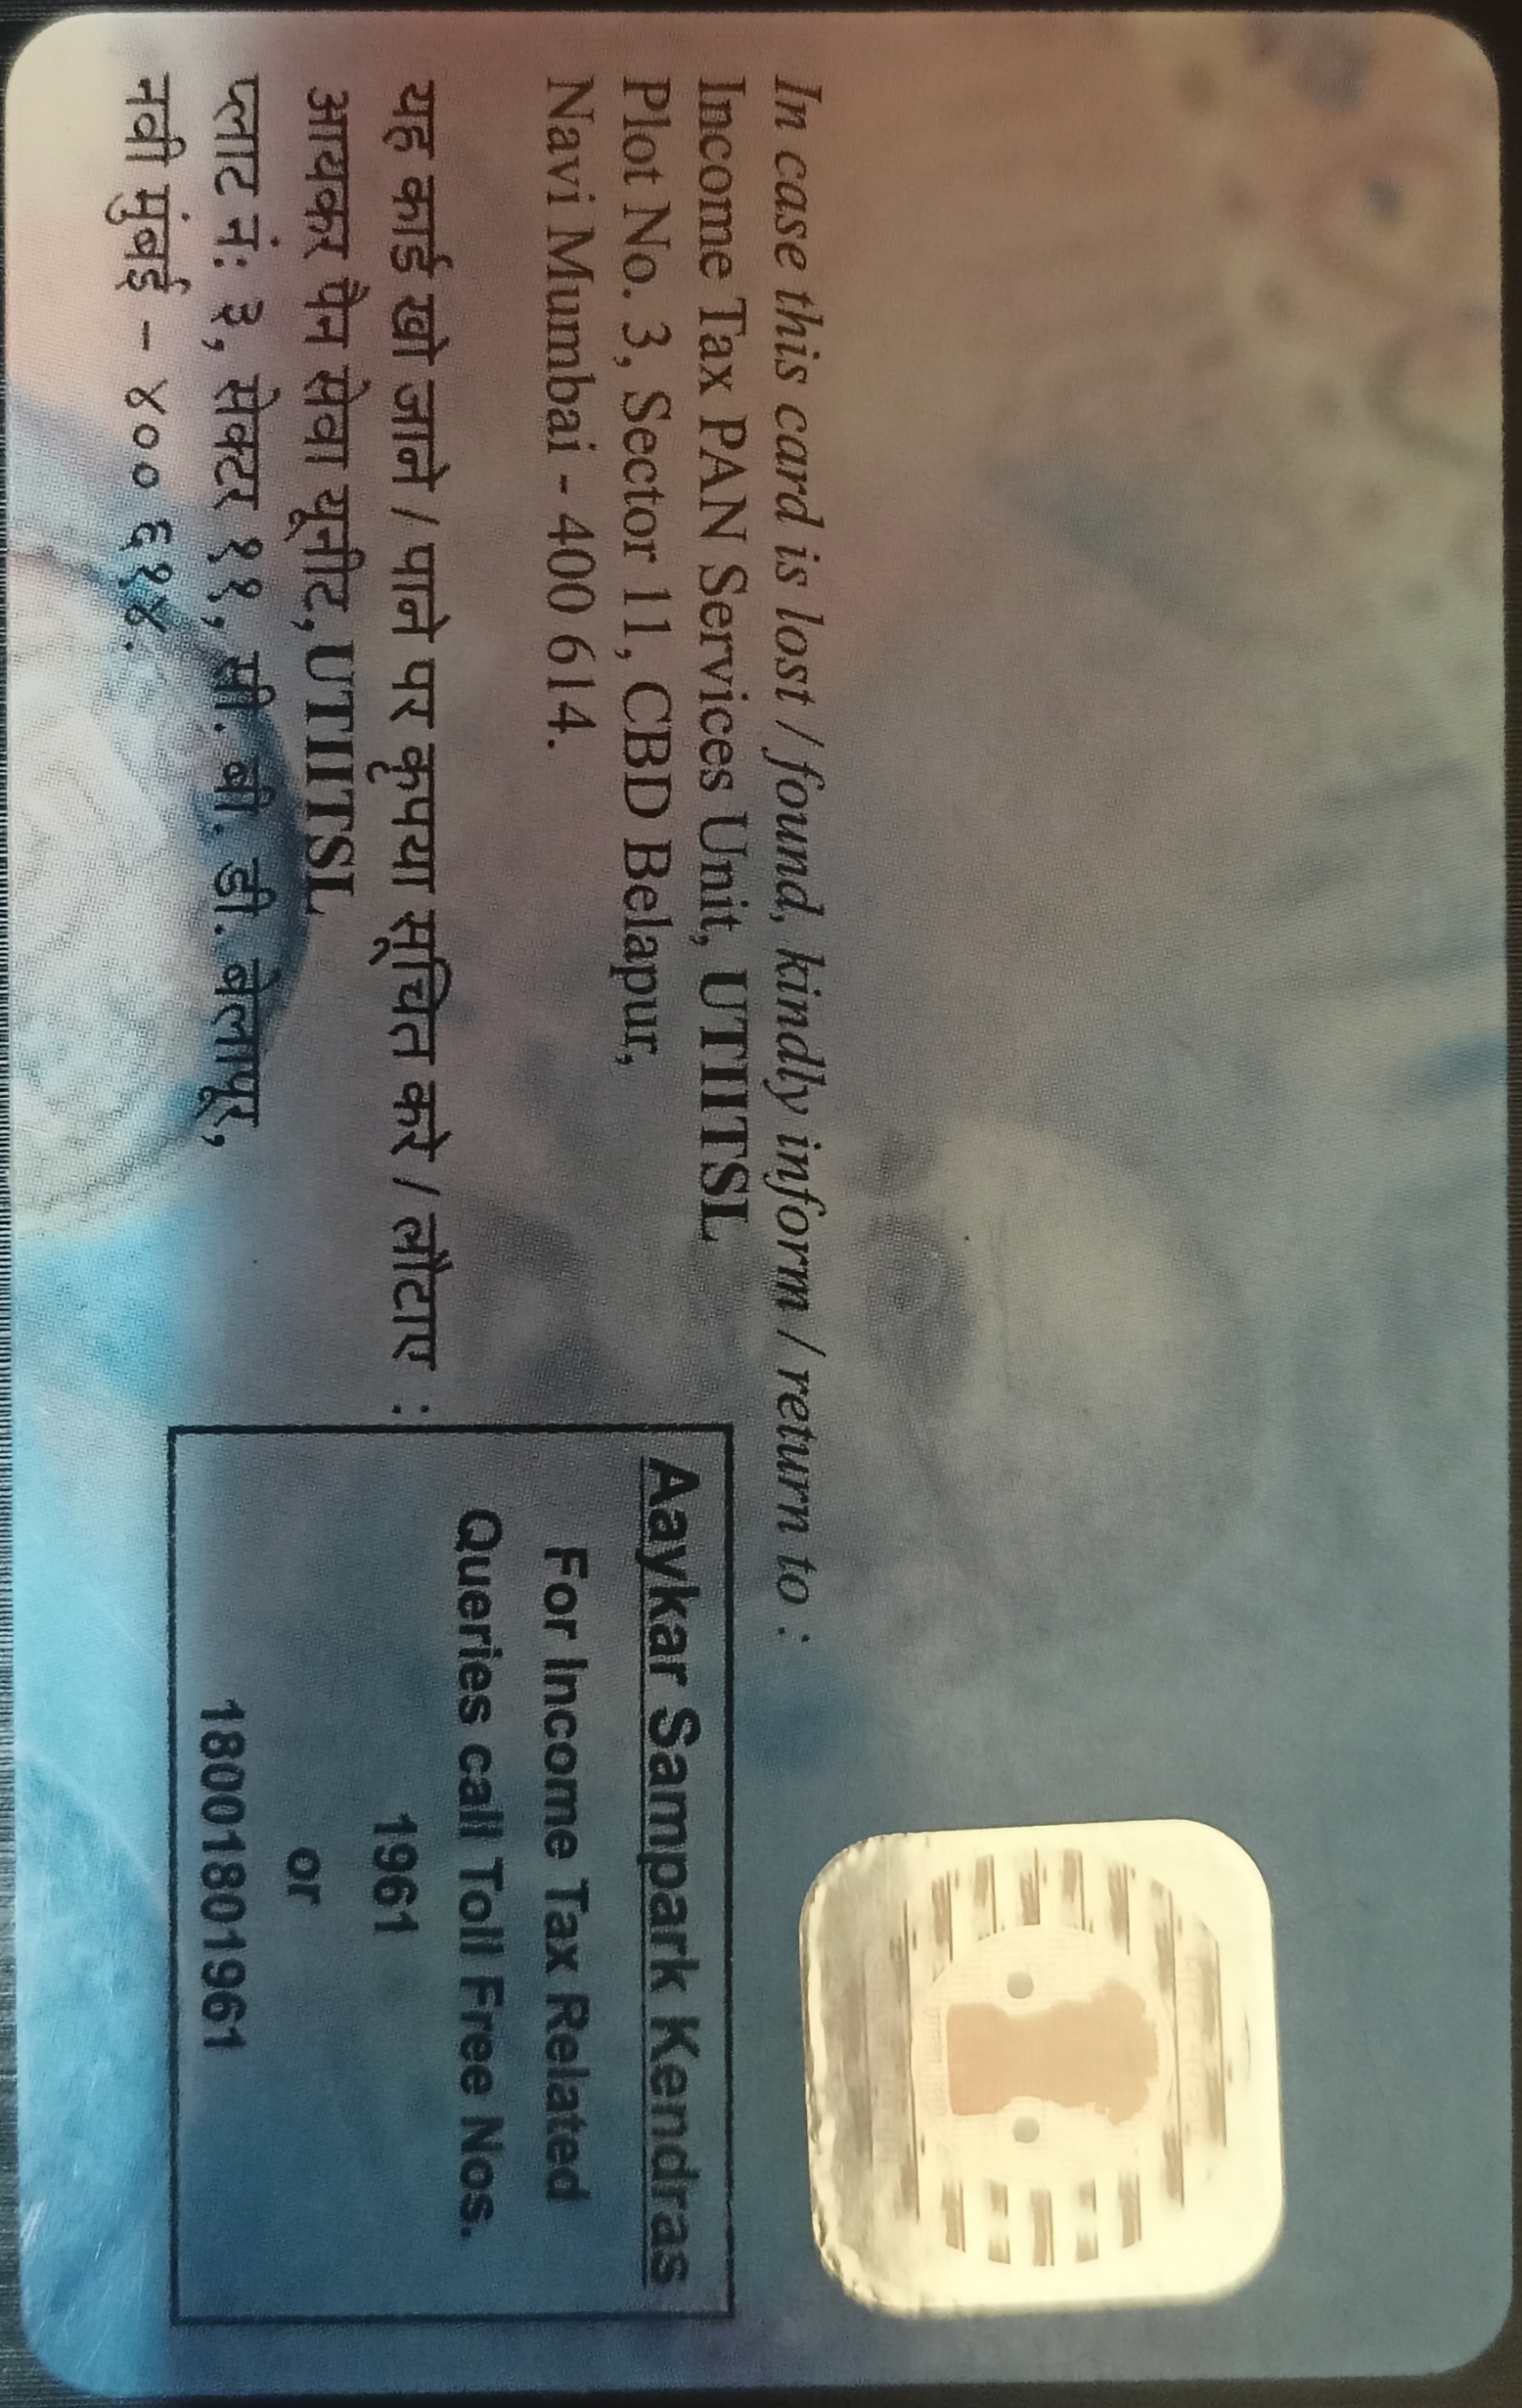 In case this card is lost / found, kindly inform / return to :
Income Tax PAN Services Unit, UTIITSL
Plot No. 3, Sector 11, CBD Belapur,
Navi Mumbai - 400 614.
यह कार्ड खो जाने / पाने पर कृपया सूचित करे / लौटाए :
आयकर पैन सेवा यूनीट, UTIITSL
प्लाट नं: ३, सेक्टर ११, सी. बी. डी. बेलापूर,
नवी मुंबई - ४०० ६१४.
Aaykar Sampark Kendras
For Income Tax Related
Queries call Toll Free Nos.
1961
or
18001801961